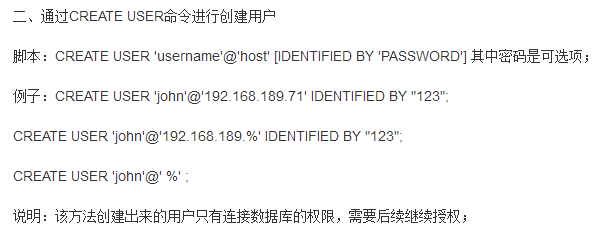 二、通过CREATE USER命令进行创建用户
脚本：CREATE USER 'username'@'host' [IDENTIFIED BY 'PASSWORD'] 其中密码是可选项；
例子：CREATE USER 'john'@'192.168.189.71' IDENTIFIED BY "123";
CREATE USER 'john'@'192.168.189.%' IDENTIFIED BY "123";
CREATE USER 'john'@' %' ;
说明：该方法创建出来的用户只有连接数据库的权限，需要后续继续授权；